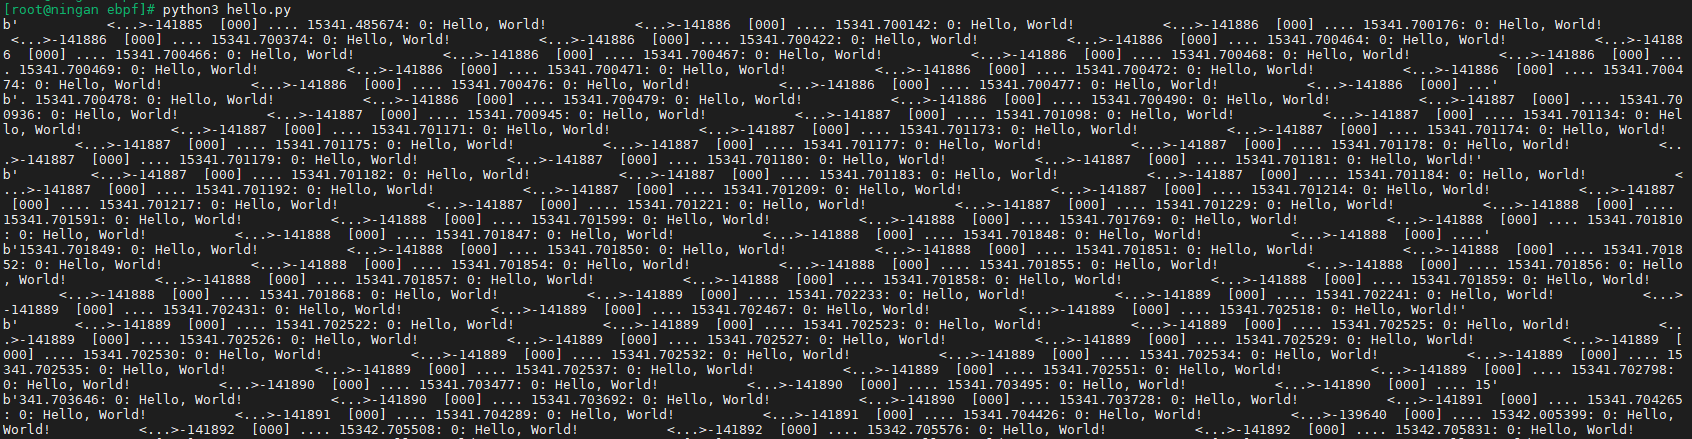 [root@ningan ebpf]# python3 hello.py
b'           <...>-141885  [000] .... 15341.485674: 0: Hello, World!           <...>-141886  [000] .... 15341.700142: 0: Hello, World!           <...>-141886  [000] .... 15341.700176: 0: Hello, World!
 <...>-141886  [000] .... 15341.700374: 0: Hello, World!           <...>-141886  [000] .... 15341.700422: 0: Hello, World!           <...>-141886  [000] .... 15341.700464: 0: Hello, World!           <...>-14188
6  [000] .... 15341.700466: 0: Hello, World!           <...>-141886  [000] .... 15341.700467: 0: Hello, World!           <...>-141886  [000] .... 15341.700468: 0: Hello, World!           <...>-141886  [000] ...
. 15341.700469: 0: Hello, World!           <...>-141886  [000] .... 15341.700471: 0: Hello, World!           <...>-141886  [000] .... 15341.700472: 0: Hello, World!           <...>-141886  [000] .... 15341.7004
74: 0: Hello, World!           <...>-141886  [000] .... 15341.700476: 0: Hello, World!           <...>-141886  [000] .... 15341.700477: 0: Hello, World!           <...>-141886  [000] ...'
b'. 15341.700478: 0: Hello, World!           <...>-141886  [000] .... 15341.700479: 0: Hello, World!           <...>-141886  [000] .... 15341.700490: 0: Hello, World!           <...>-141887  [000] .... 15341.70
0936: 0: Hello, World!           <...>-141887  [000] .... 15341.700945: 0: Hello, World!           <...>-141887  [000] .... 15341.701098: 0: Hello, World!           <...>-141887  [000] .... 15341.701134: 0: Hel
lo, World!           <...>-141887  [000] .... 15341.701171: 0: Hello, World!           <...>-141887  [000] .... 15341.701173: 0: Hello, World!           <...>-141887  [000] .... 15341.701174: 0: Hello, World!
         <...>-141887  [000] .... 15341.701175: 0: Hello, World!           <...>-141887  [000] .... 15341.701177: 0: Hello, World!           <...>-141887  [000] .... 15341.701178: 0: Hello, World!           <..
.>-141887  [000] .... 15341.701179: 0: Hello, World!           <...>-141887  [000] .... 15341.701180: 0: Hello, World!           <...>-141887  [000] .... 15341.701181: 0: Hello, World!'
b'           <...>-141887  [000] .... 15341.701182: 0: Hello, World!           <...>-141887  [000] .... 15341.701183: 0: Hello, World!           <...>-141887  [000] .... 15341.701184: 0: Hello, World!           <
...>-141887  [000] .... 15341.701192: 0: Hello, World!           <...>-141887  [000] .... 15341.701209: 0: Hello, World!           <...>-141887  [000] .... 15341.701214: 0: Hello, World!           <...>-141887
 [000] .... 15341.701217: 0: Hello, World!           <...>-141887  [000] .... 15341.701221: 0: Hello, World!           <...>-141887  [000] .... 15341.701229: 0: Hello, World!           <...>-141888  [000] ....
15341.701591: 0: Hello, World!           <...>-141888  [000] .... 15341.701599: 0: Hello, World!           <...>-141888  [000] .... 15341.701769: 0: Hello, World!           <...>-141888  [000] .... 15341.701810
: 0: Hello, World!           <...>-141888  [000] .... 15341.701847: 0: Hello, World!           <...>-141888  [000] .... 15341.701848: 0: Hello, World!           <...>-141888  [000] ....'
b'15341.701849: 0: Hello, World!           <...>-141888  [000] .... 15341.701850: 0: Hello, World!           <...>-141888  [000] .... 15341.701851: 0: Hello, World!           <...>-141888  [000] .... 15341.7018
52: 0: Hello, World!           <...>-141888  [000] .... 15341.701854: 0: Hello, World!           <...>-141888  [000] .... 15341.701855: 0: Hello, World!           <...>-141888  [000] .... 15341.701856: 0: Hello
, World!           <...>-141888  [000] .... 15341.701857: 0: Hello, World!           <...>-141888  [000] .... 15341.701858: 0: Hello, World!           <...>-141888  [000] .... 15341.701859: 0: Hello, World!
       <...>-141888  [000] .... 15341.701868: 0: Hello, World!           <...>-141889  [000] .... 15341.702233: 0: Hello, World!           <...>-141889  [000] .... 15341.702241: 0: Hello, World!           <...>
-141889  [000] .... 15341.702431: 0: Hello, World!           <...>-141889  [000] .... 15341.702467: 0: Hello, World!           <...>-141889  [000] .... 15341.702518: 0: Hello, World!'
b'           <...>-141889  [000] .... 15341.702522: 0: Hello, World!           <...>-141889  [000] .... 15341.702523: 0: Hello, World!           <...>-141889  [000] .... 15341.702525: 0: Hello, World!           <..
.>-141889  [000] .... 15341.702526: 0: Hello, World!           <...>-141889  [000] .... 15341.702527: 0: Hello, World!           <...>-141889  [000] .... 15341.702529: 0: Hello, World!           <...>-141889  [
000] .... 15341.702530: 0: Hello, World!           <...>-141889  [000] .... 15341.702532: 0: Hello, World!           <...>-141889  [000] .... 15341.702534: 0: Hello, World!           <...>-141889  [000] .... 15
341.702535: 0: Hello, World!           <...>-141889  [000] .... 15341.702537: 0: Hello, World!           <...>-141889  [000] .... 15341.702551: 0: Hello, World!           <...>-141889  [000] .... 15341.702798:
0: Hello, World!           <...>-141890  [000] .... 15341.703477: 0: Hello, World!           <...>-141890  [000] .... 15341.703495: 0: Hello, World!           <...>-141890  [000] .... 15'
b'341.703646: 0: Hello, World!           <...>-141890  [000] .... 15341.703692: 0: Hello, World!           <...>-141890  [000] .... 15341.703728: 0: Hello, World!           <...>-141891  [000] .... 15341.704265
: 0: Hello, World!           <...>-141891  [000] .... 15341.704289: 0: Hello, World!           <...>-141891  [000] .... 15341.704426: 0: Hello, World!           <...>-139640  [000] .... 15342.005399: 0: Hello,
World!           <...>-141892  [000] .... 15342.705508: 0: Hello, World!           <...>-141892  [000] .... 15342.705576: 0: Hello, World!           <...>-141892  [000] .... 15342.705831: 0: Hello, World!